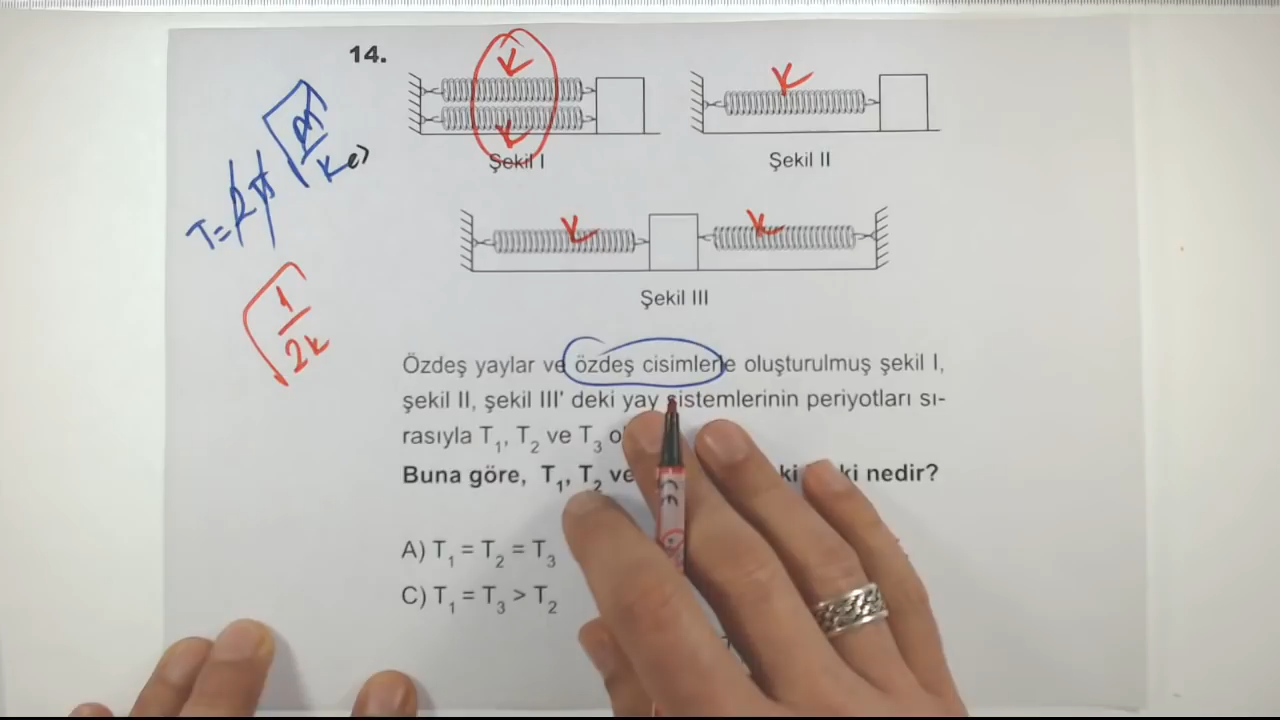 14.
K
K
K
Şekil I
Şekil II
K
K
Şekil III
T=2π√m/K
√1/2K
Özdeş yaylar ve özdeş cisimlerle oluşturulmuş şekil I,
şekil II, şekil III' deki yay sistemlerinin periyotları sı-
rasıyla T₁, T₂ ve T₃
Buna göre, T₁, T₂ ve nedir?
A) T₁ = T₂ = T₃
C) T₁ = T₃ > T₂